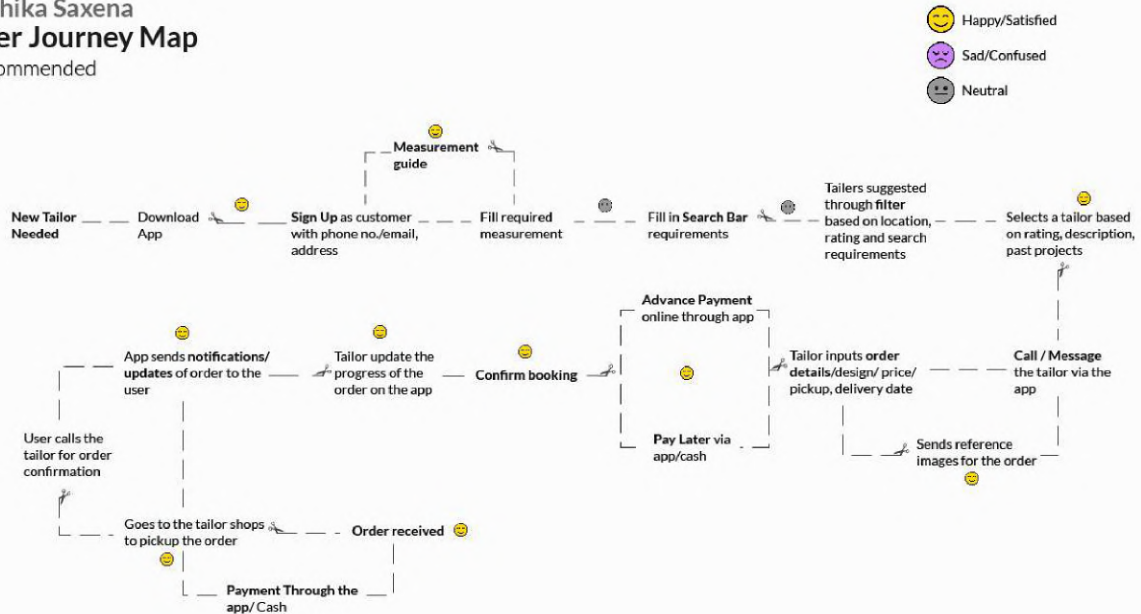 hika Saxena
er Journey Map
ommended
Happy/Satisfied
Sad/Confused
Neutral
Measurement
guide
New Tailor
Needed
Download
App
Sign Up as customer
with phone no./email,
address
Fill required
measurement
Fill in Search Bar
requirements
Tailers suggested
through filter
based on location,
rating and search
requirements
Selects a tailor based
on rating, description,
past projects
App sends notifications/
updates of order to the
user
Tailor update the
progress of the
order on the app
Confirm booking
Advance Payment
online through app
Pay Later via
app/cash
Tailor inputs order
details/design/ price/
pickup, delivery date
Call / Message
the tailor via the
app
Sends reference
images for the order
User calls the
tailor for order
confirmation
Goes to the tailor shops
to pickup the order
Order received
Payment Through the
app/ Cash